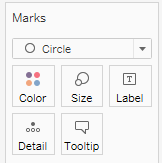 Marks
Circle
Color Size Label
Detail Tooltip